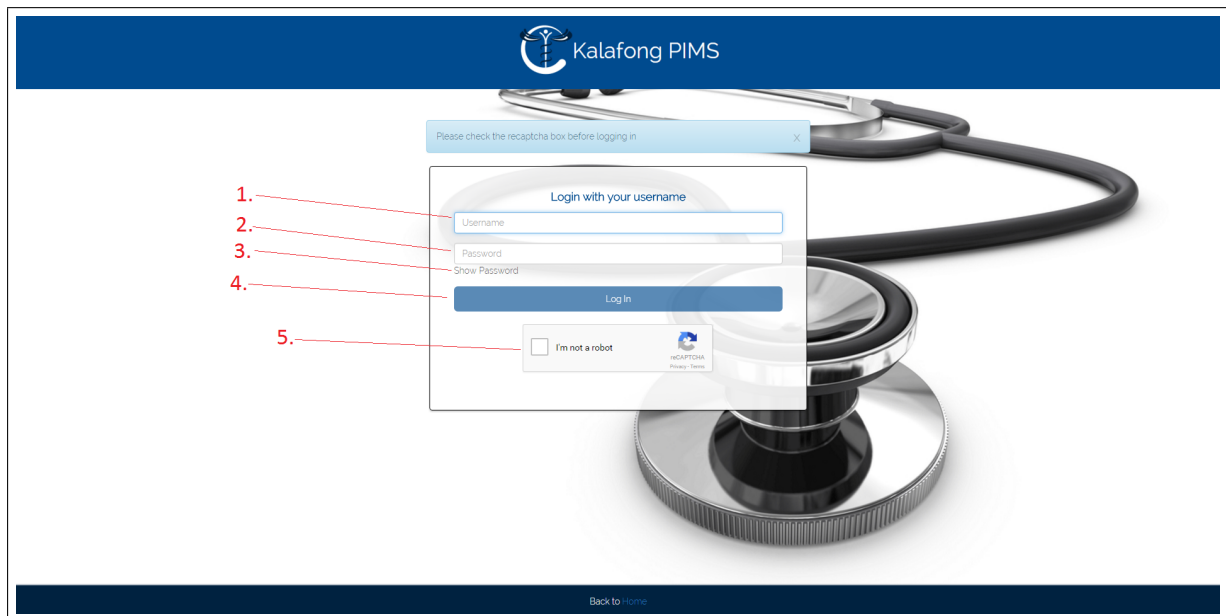 Kalafong PIMS
Please check the recaptcha box before logging in X
Login with your username
1.
Username
2.
Password
3.
Show Password
4.
Log In
5.
I'm not a robot
reCAPTCHA
Privacy - Terms
Back to Home